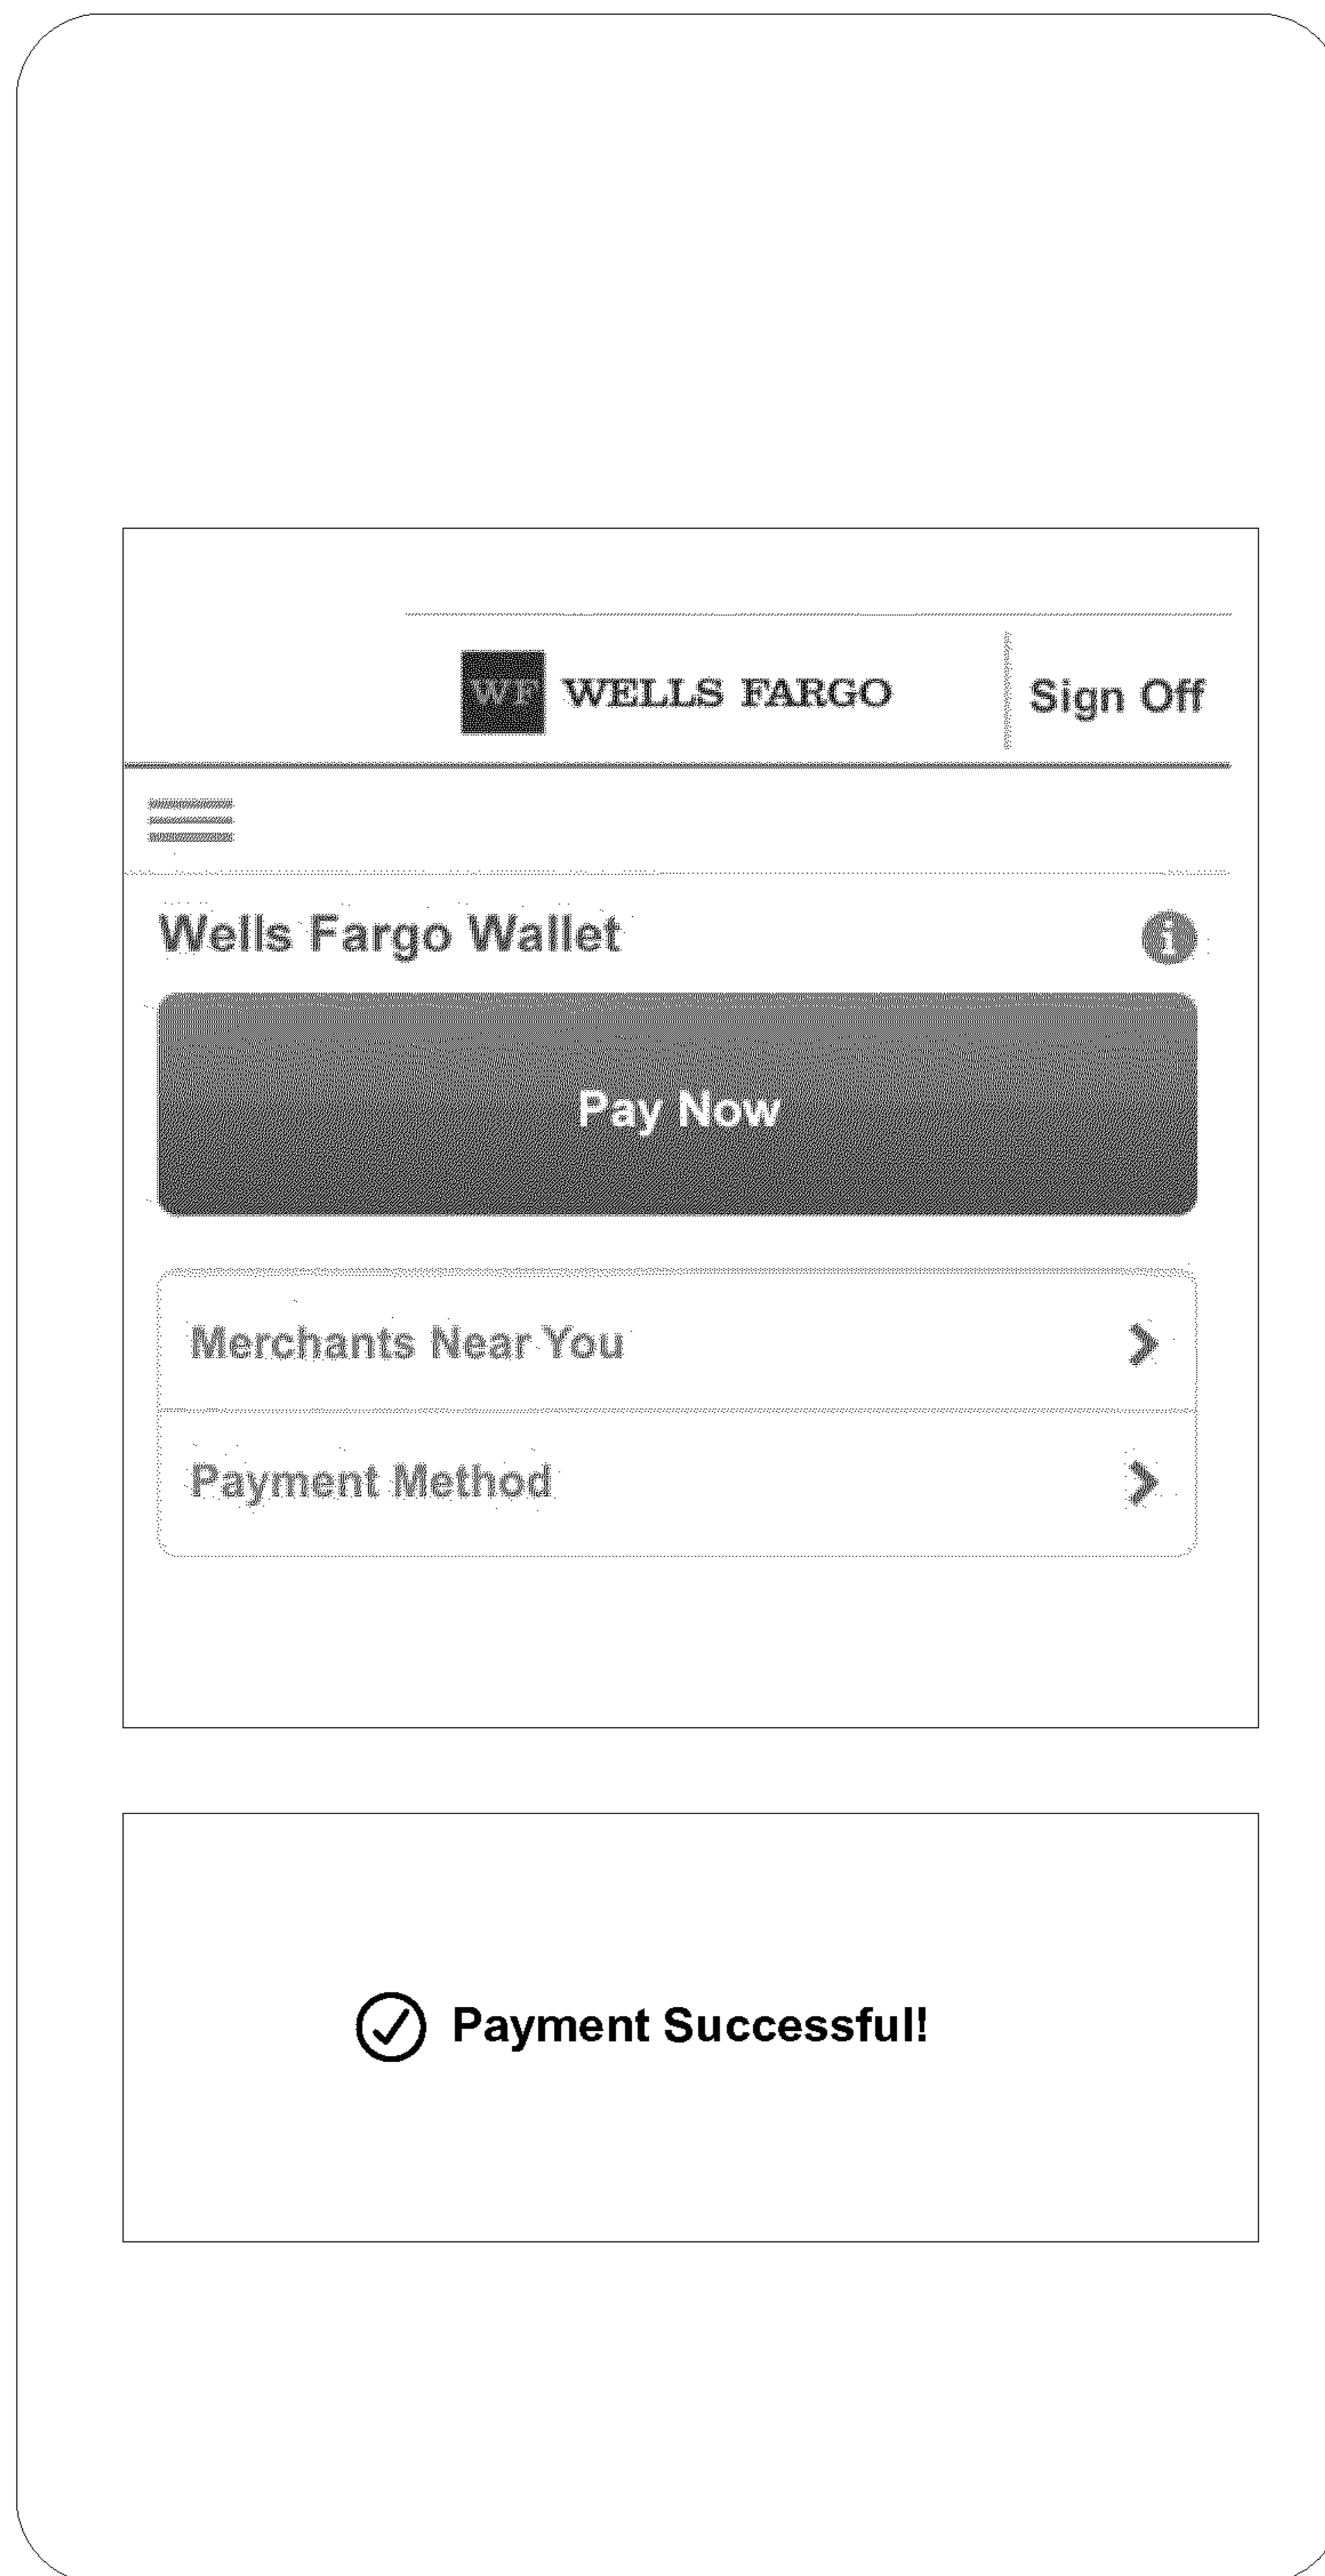 WF WELLS FARGO Sign Off
Wells Fargo Wallet i
Pay Now
Merchants Near You
Payment Method
Payment Successful!